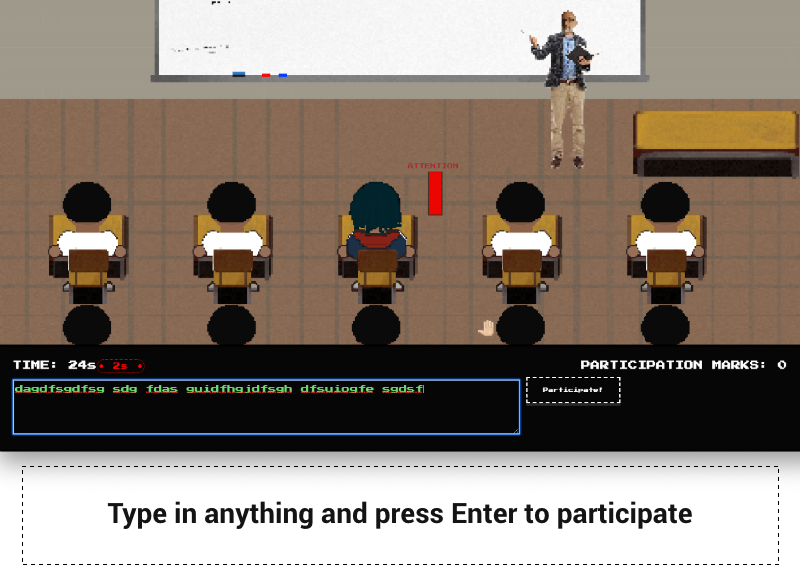 ATTENTION
TIME: 24s • 2s •
PARTICIPATION MARKS: 0
dagdfsgdfsg sdg fdas guidfhgjdfsgh dfsuiogfe sgdsf
Participate!
Type in anything and press Enter to participate